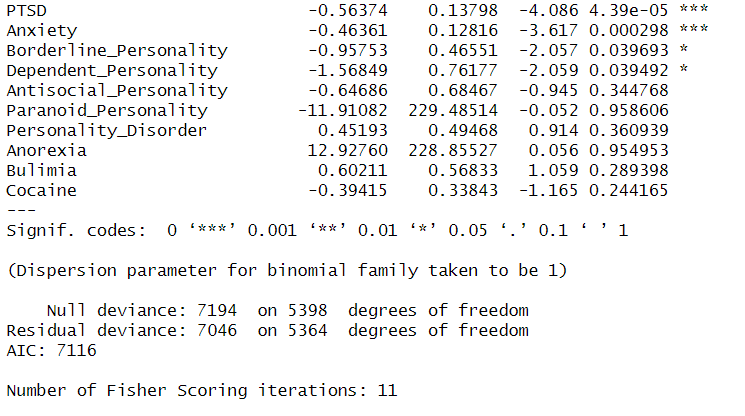 PTSD -0.56374 0.13798 -4.086 4.39e-05 ***
Anxiety -0.46361 0.12816 -3.617 0.000298 ***
Borderline_Personality -0.95753 0.46551 -2.057 0.039693 *
Dependent_Personality -1.56849 0.76177 -2.059 0.039492 *
Antisocial_Personality -0.64686 0.68467 -0.945 0.344768
Paranoid_Personality -11.91082 229.48514 -0.052 0.958606
Personality_Disorder 0.45193 0.49468 0.914 0.360939
Anorexia 12.92760 228.85527 0.056 0.954953
Bulimia 0.60211 0.56833 1.059 0.289398
Cocaine -0.39415 0.33843 -1.165 0.244165
---
Signif. codes: 0 ‘***’ 0.001 ‘**’ 0.01 ‘*’ 0.05 ‘.’ 0.1 ‘ ’ 1
(Dispersion parameter for binomial family taken to be 1)
Null deviance: 7194 on 5398 degrees of freedom
Residual deviance: 7046 on 5364 degrees of freedom
AIC: 7116
Number of Fisher Scoring iterations: 11